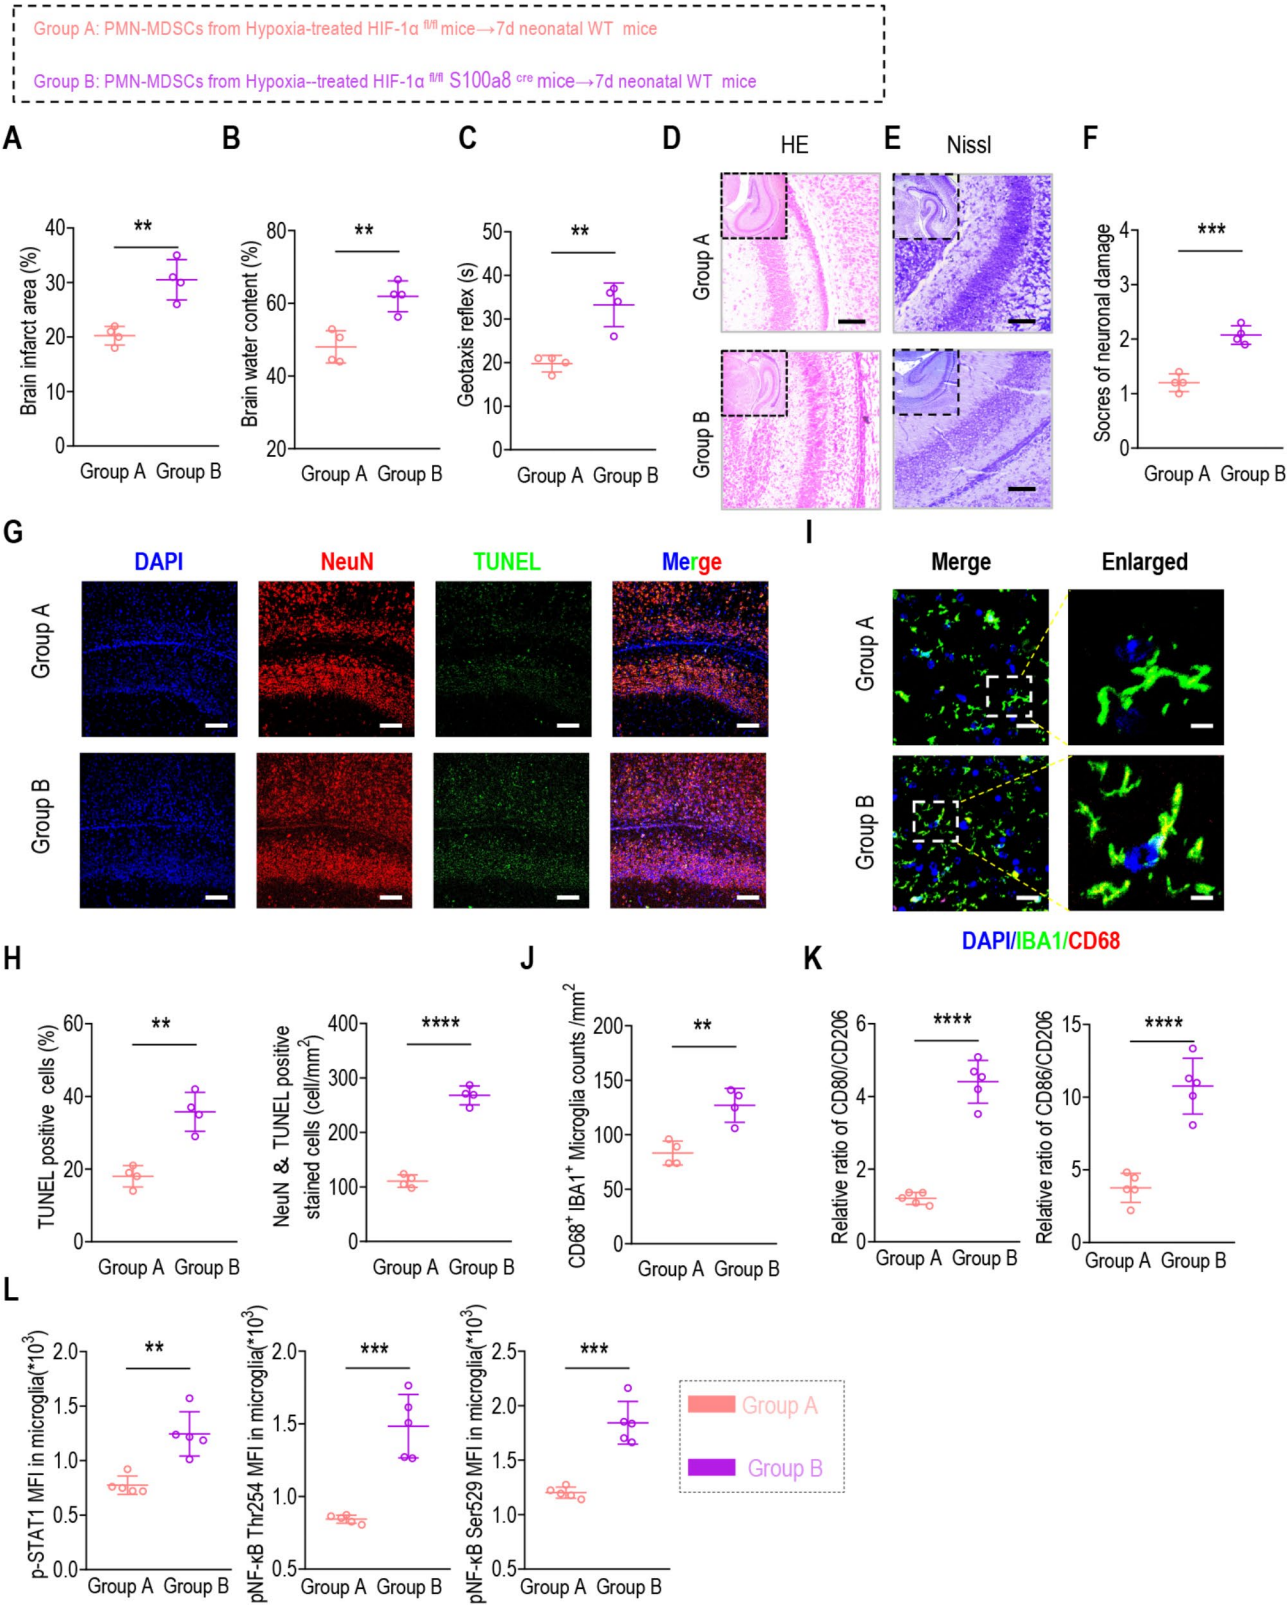 Group A: PMN-MDSCs from Hypoxia-treated HIF-1α fl/fl mice→7d neonatal WT mice
Group B: PMN-MDSCs from Hypoxia--treated HIF-1α fl/fl S100a8 cre mice→7d neonatal WT mice
A
Brain infarct area (%)
40
30
20
10
0
**
Group A Group B
B
Brain water content (%)
80
60
40
20
**
Group A Group B
C
Geotaxis reflex (s)
50
40
30
20
10
0
**
Group A Group B
D
HE
Group A
Group B
E
Nissl
F
Socres of neuronal damage
4
3
2
1
0
***
Group A Group B
G
DAPI NeuN TUNEL Merge
Group A
Group B
I
Merge Enlarged
Group A
Group B
DAPI/IBA1/CD68
H
TUNEL positive cells (%)
60
40
20
0
**
Group A Group B
NeuN & TUNEL positive
stained cells (cell/mm2)
400
300
200
100
0
****
Group A Group B
J
CD68+ IBA1+ Microglia counts /mm2
200
150
100
50
0
**
Group A Group B
K
Relative ratio of CD80/CD206
6
4
2
0
****
Group A Group B
Relative ratio of CD86/CD206
15
10
5
0
****
Group A Group B
L
p-STAT1 MFI in microglia(*103)
2.0
1.5
1.0
0.5
0.0
**
Group A Group B
pNF-κB Thr254 MFI in microglia(*103)
2.0
1.5
1.0
0.5
***
Group A Group B
pNF-κB Ser529 MFI in microglia(*103)
2.5
2.0
1.5
1.0
0.5
***
Group A Group B
Group A
Group B